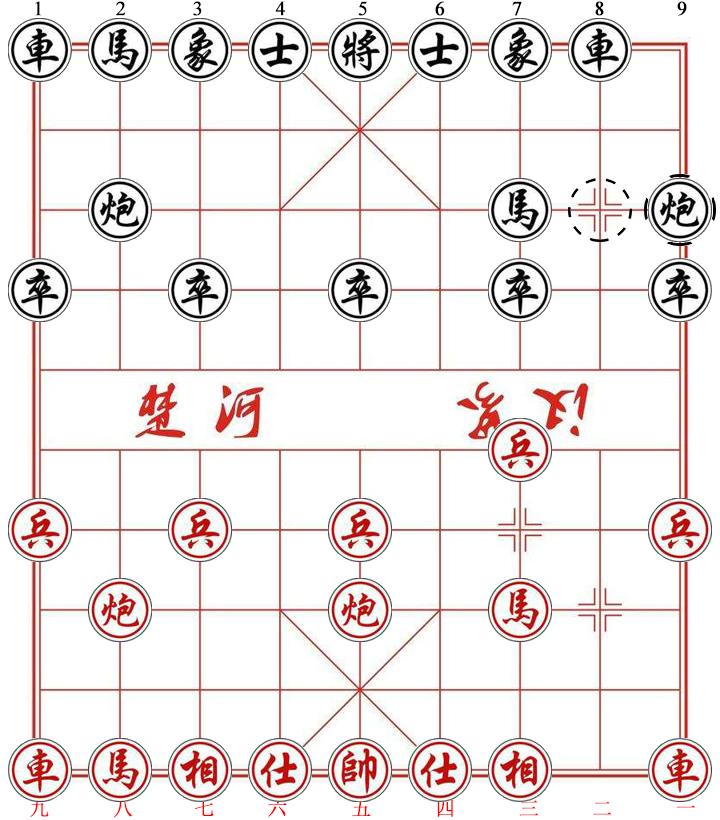 1 2 3 4 5 6 7 8 9
車 馬 象 士 將 士 象 車
炮 馬 炮
卒 卒 卒 卒 卒
楚 河 汉 界
兵
兵 兵 兵 兵
炮 炮 馬
車 馬 相 仕 帥 仕 相 車
九 八 七 六 五 四 三 二 一